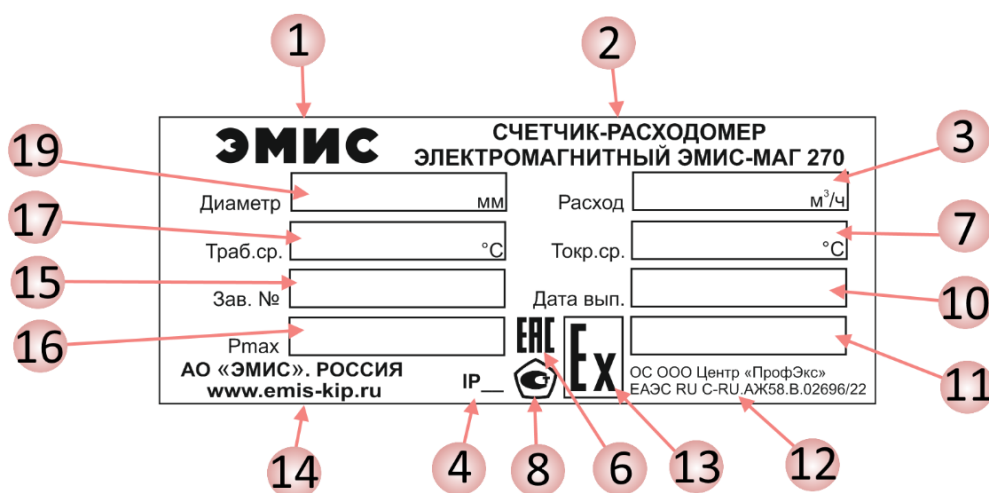 1
2
ЭМИС
СЧЕТЧИК-РАСХОДОМЕР
ЭЛЕКТРОМАГНИТНЫЙ ЭМИС-МАГ 270
3
19
Диаметр
мм
Расход
м³/ч
17
Траб.ср.
°C
Токр.ср.
°C
7
15
Зав. №
Дата вып.
10
16
Pmax
EAC
Ex
11
АО «ЭМИС». РОССИЯ
www.emis-kip.ru
IP__
ОС ООО Центр «ПрофЭкс»
ЕАЭС RU C-RU.АЖ58.В.02696/22
14
4
8
6
13
12